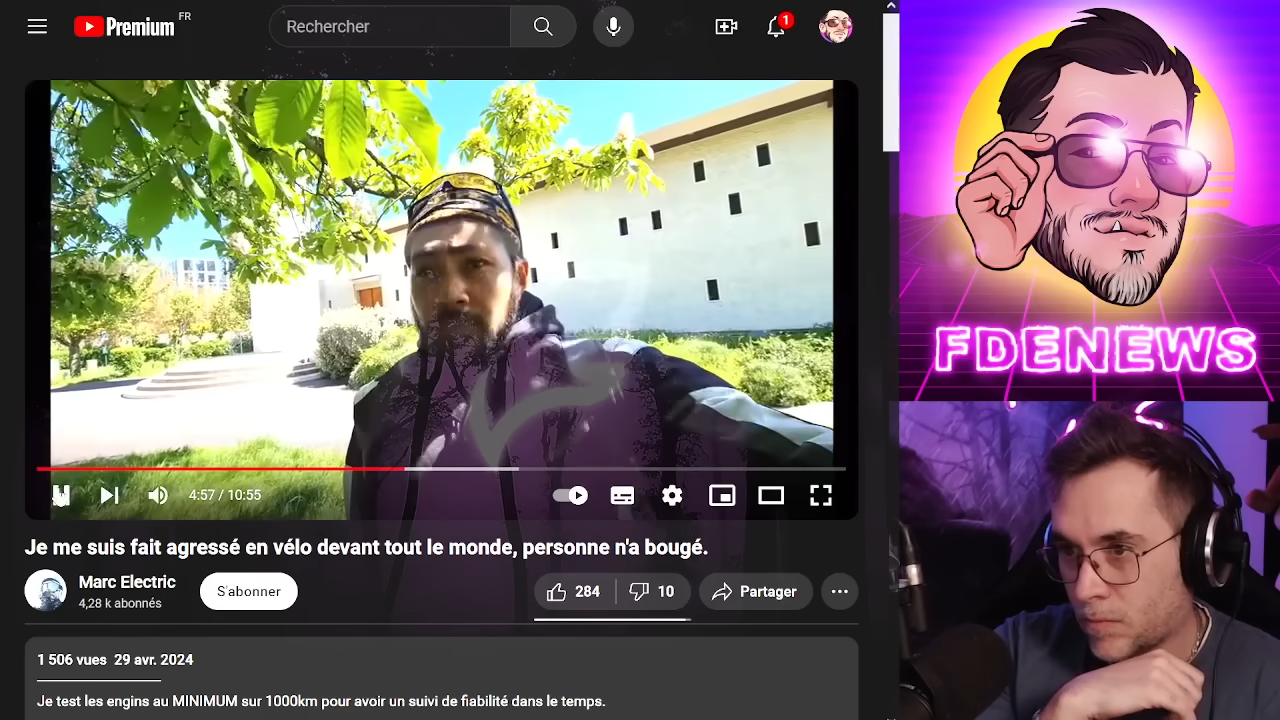 Premium
FR
Rechercher
1
4:57 / 10:55
Je me suis fait agressé en vélo devant tout le monde, personne n'a bougé.
Marc Electric
4,28 k abonnés
S'abonner
284
10
Partager
1 506 vues 29 avr. 2024
Je test les engins au MINIMUM sur 1000km pour avoir un suivi de fiabilité dans le temps.
FDENEWS